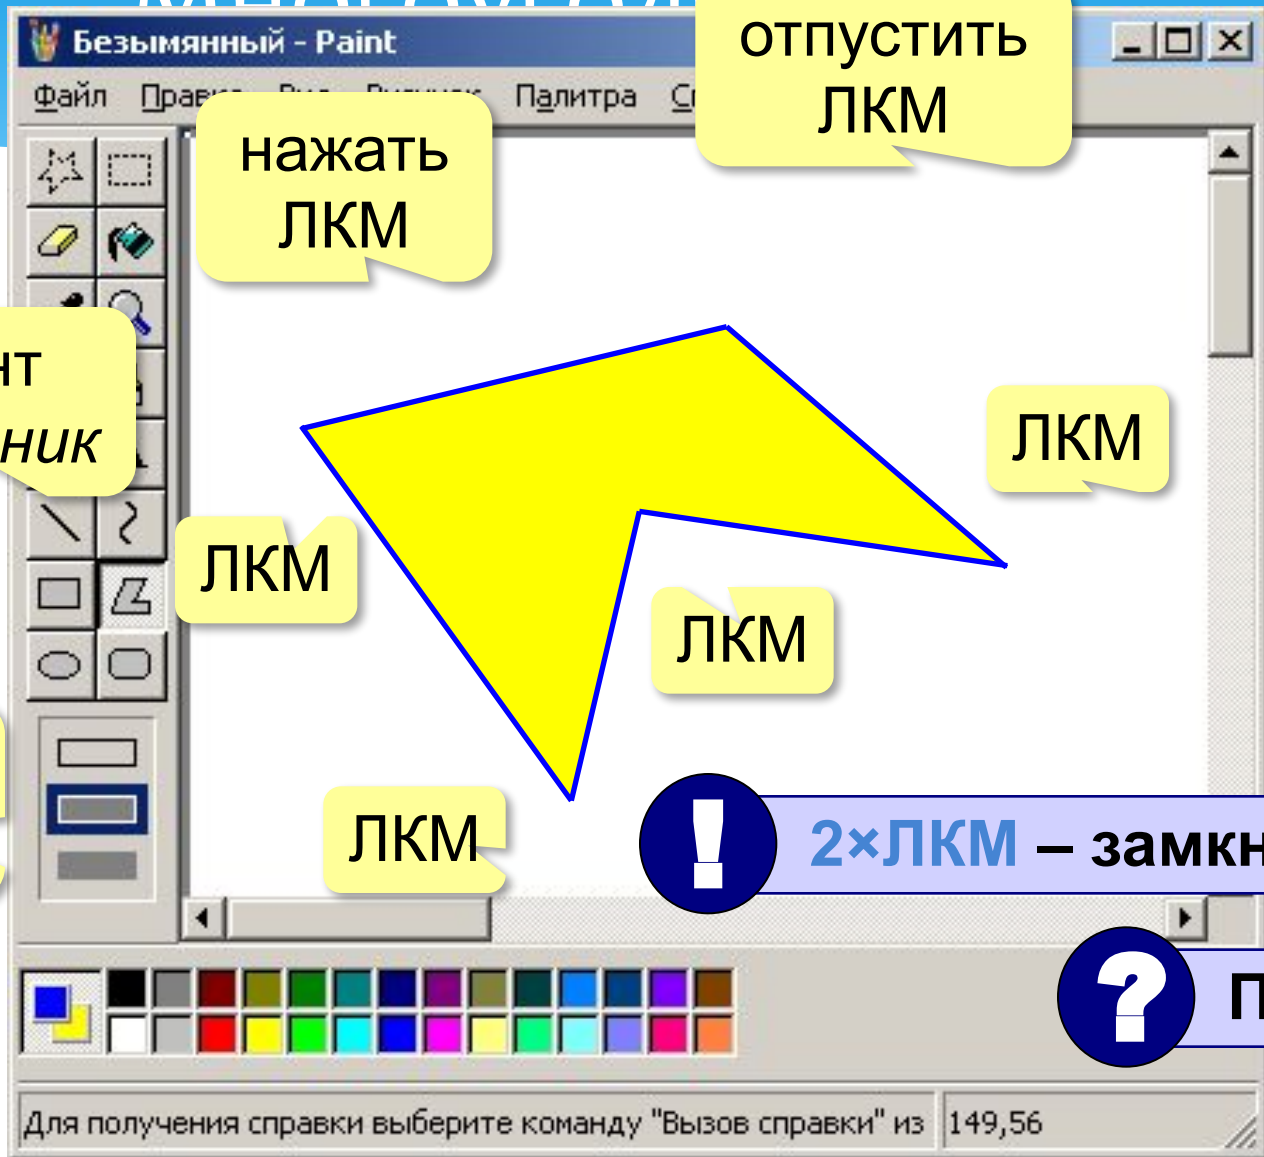 Безымянный - Paint
отпустить
ЛКМ
Файл Палитра
нажать
ЛКМ
ЛКМ
ЛКМ
ЛКМ
ЛКМ
2×ЛКМ – замкн
Для получения справки выберите команду "Вызов справки" из 149,56